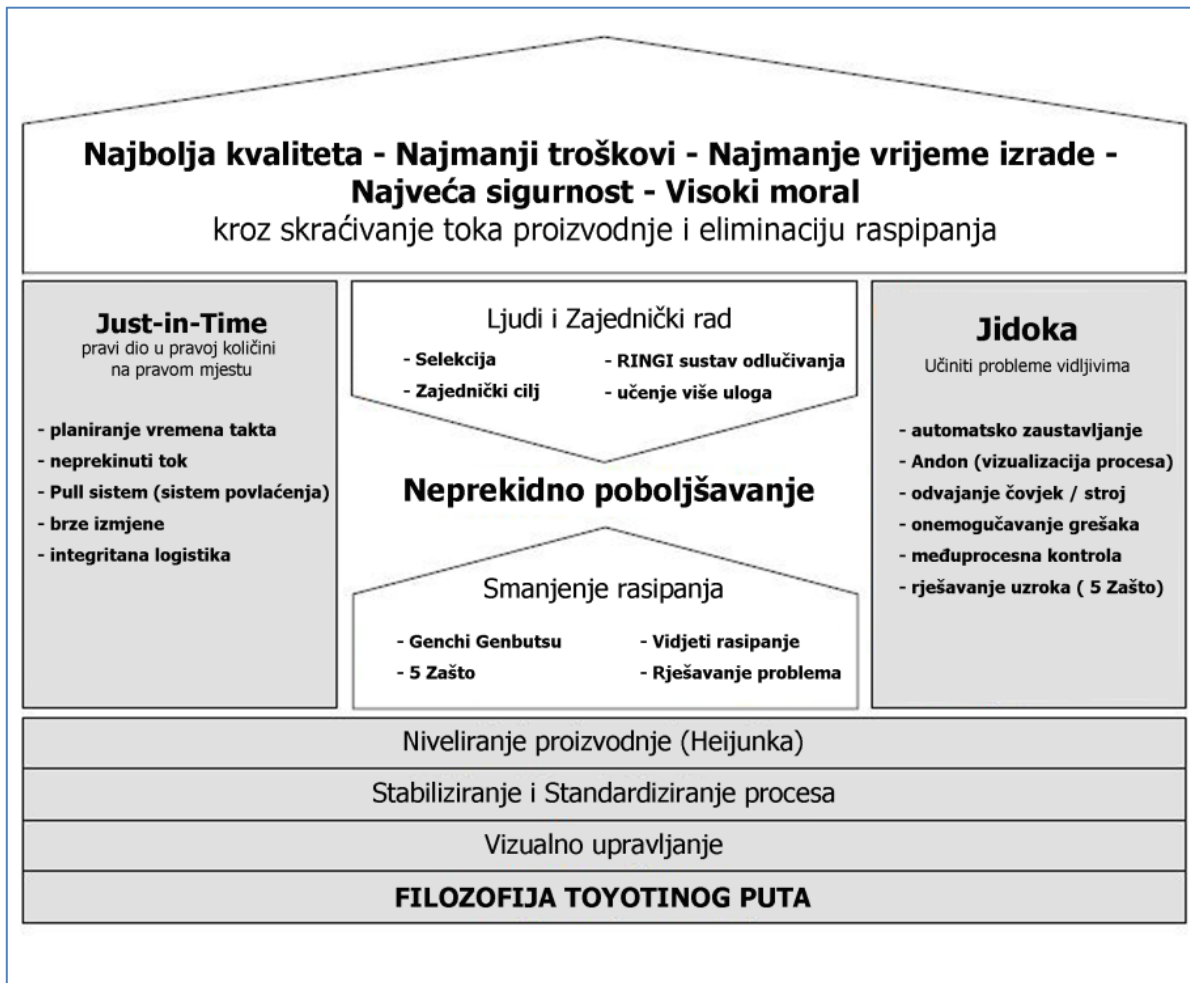 Najbolja kvaliteta - Najmanji troškovi - Najmanje vrijeme izrade -
Najveća sigurnost - Visoki moral
kroz skraćivanje toka proizvodnje i eliminaciju raspipanja
Just-in-Time
pravi dio u pravoj količini
na pravom mjestu
- planiranje vremena takta
- neprekinuti tok
- Pull sistem (sistem povlaćenja)
- brze izmjene
- integritana logistika
Ljudi i Zajednički rad
- Selekcija
- RINGI sustav odlučivanja
- Zajednički cilj
- učenje više uloga
Neprekidno poboljšavanje
Smanjenje rasipanja
- Genchi Genbutsu
- Vidjeti rasipanje
- 5 Zašto
- Rješavanje problema
Jidoka
Učiniti probleme vidljivima
- automatsko zaustavljanje
- Andon (vizualizacija procesa)
- odvajanje čovjek / stroj
- onemogučavanje grešaka
- međuprocesna kontrola
- rješavanje uzroka ( 5 Zašto)
Niveliranje proizvodnje (Heijunka)
Stabiliziranje i Standardiziranje procesa
Vizualno upravljanje
FILOZOFIJA TOYOTINOG PUTA